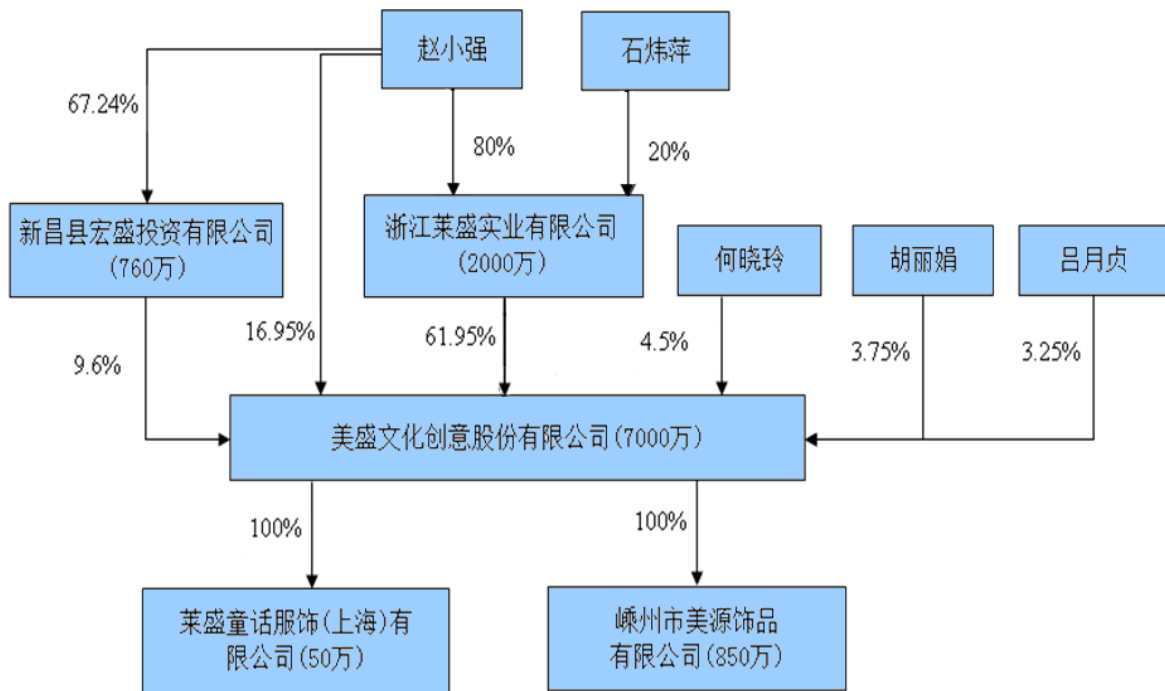 赵小强
石炜萍
67.24%
80%
20%
新昌县宏盛投资有限公司
(760万)
浙江莱盛实业有限公司
(2000万)
何晓玲
胡丽娟
吕月贞
9.6%
16.95%
61.95%
4.5%
3.75%
3.25%
美盛文化创意股份有限公司(7000万)
100%
100%
莱盛童话服饰(上海)有
限公司(50万)
嵊州市美源饰品
有限公司(850万)